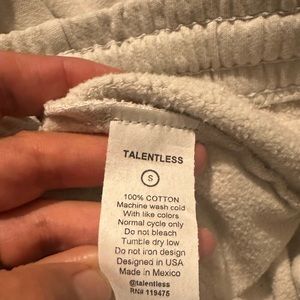 TALENTLESS
S
100% COTTON
Machine wash cold
With like colors
Normal cycle only
Do not bleach
Tumble dry low
Do not iron design
Designed in USA
Made in Mexico
@talentless
RN# 119475